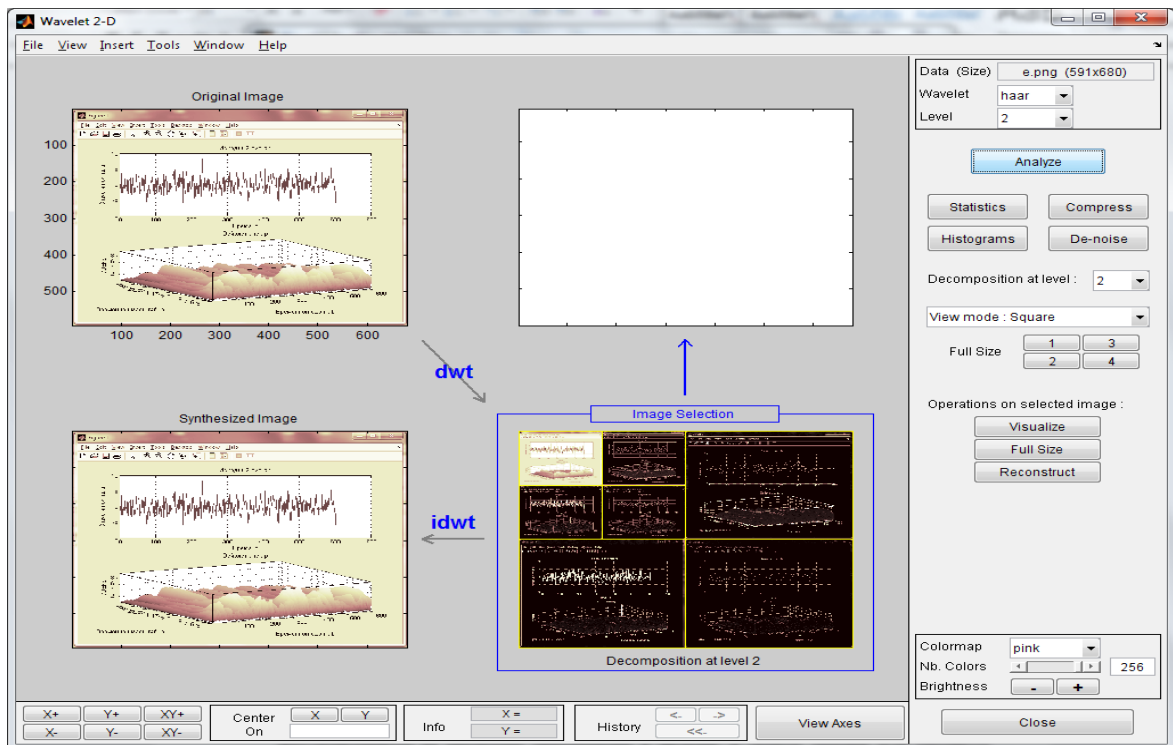 Wavelet 2-D
File View Insert Tools Window Help
Original Image
100
200
300
400
500
100 200 300 400 500 600
dwt
Synthesized Image
idwt
Image Selection
Decomposition at level 2
Data (Size) e.png (591x680)
Wavelet haar
Level 2
Analyze
Statistics Compress
Histograms De-noise
Decomposition at level : 2
View mode : Square
Full Size 1 3
2 4
Operations on selected image :
Visualize
Full Size
Reconstruct
Colormap pink
Nb. Colors 256
Brightness - +
Close
X+ Y+ XY+
X- Y- XY-
Center On X Y
Info X =
Y =
History <- ->
<<-
View Axes